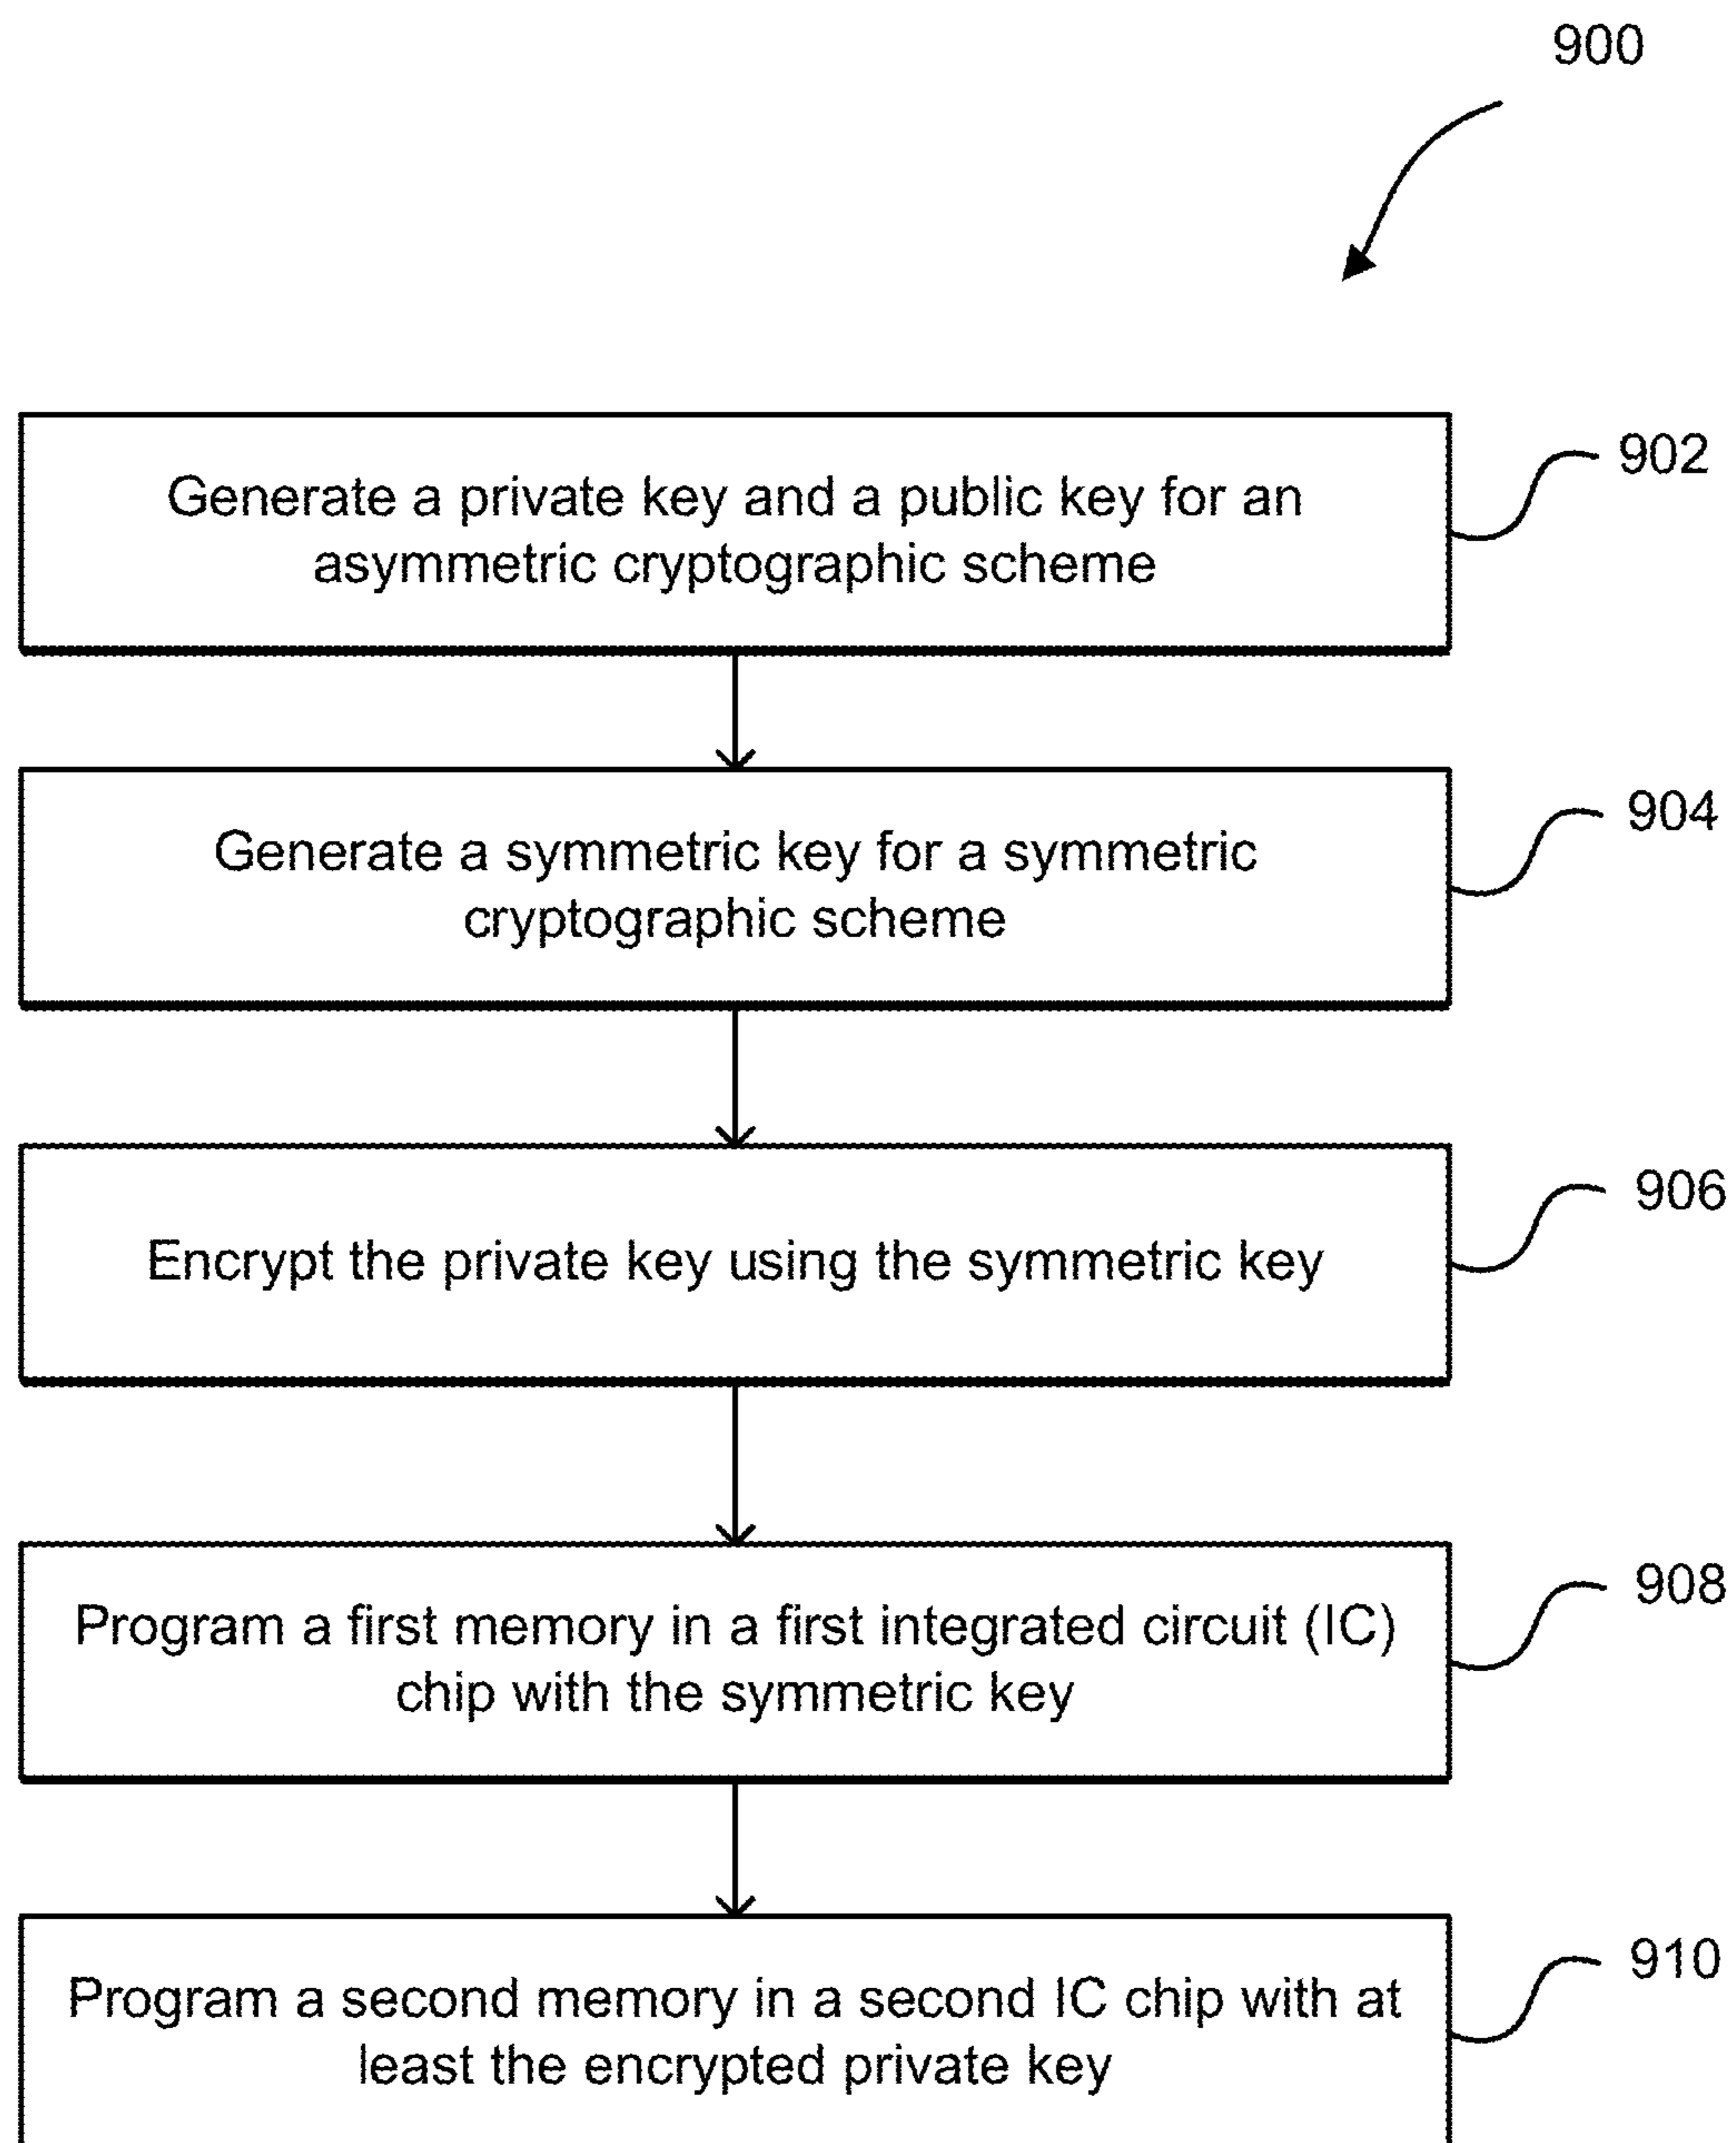 900
Generate a private key and a public key for an
asymmetric cryptographic scheme
902
Generate a symmetric key for a symmetric
cryptographic scheme
904
Encrypt the private key using the symmetric key
906
Program a first memory in a first integrated circuit (IC)
chip with the symmetric key
908
Program a second memory in a second IC chip with at
least the encrypted private key
910